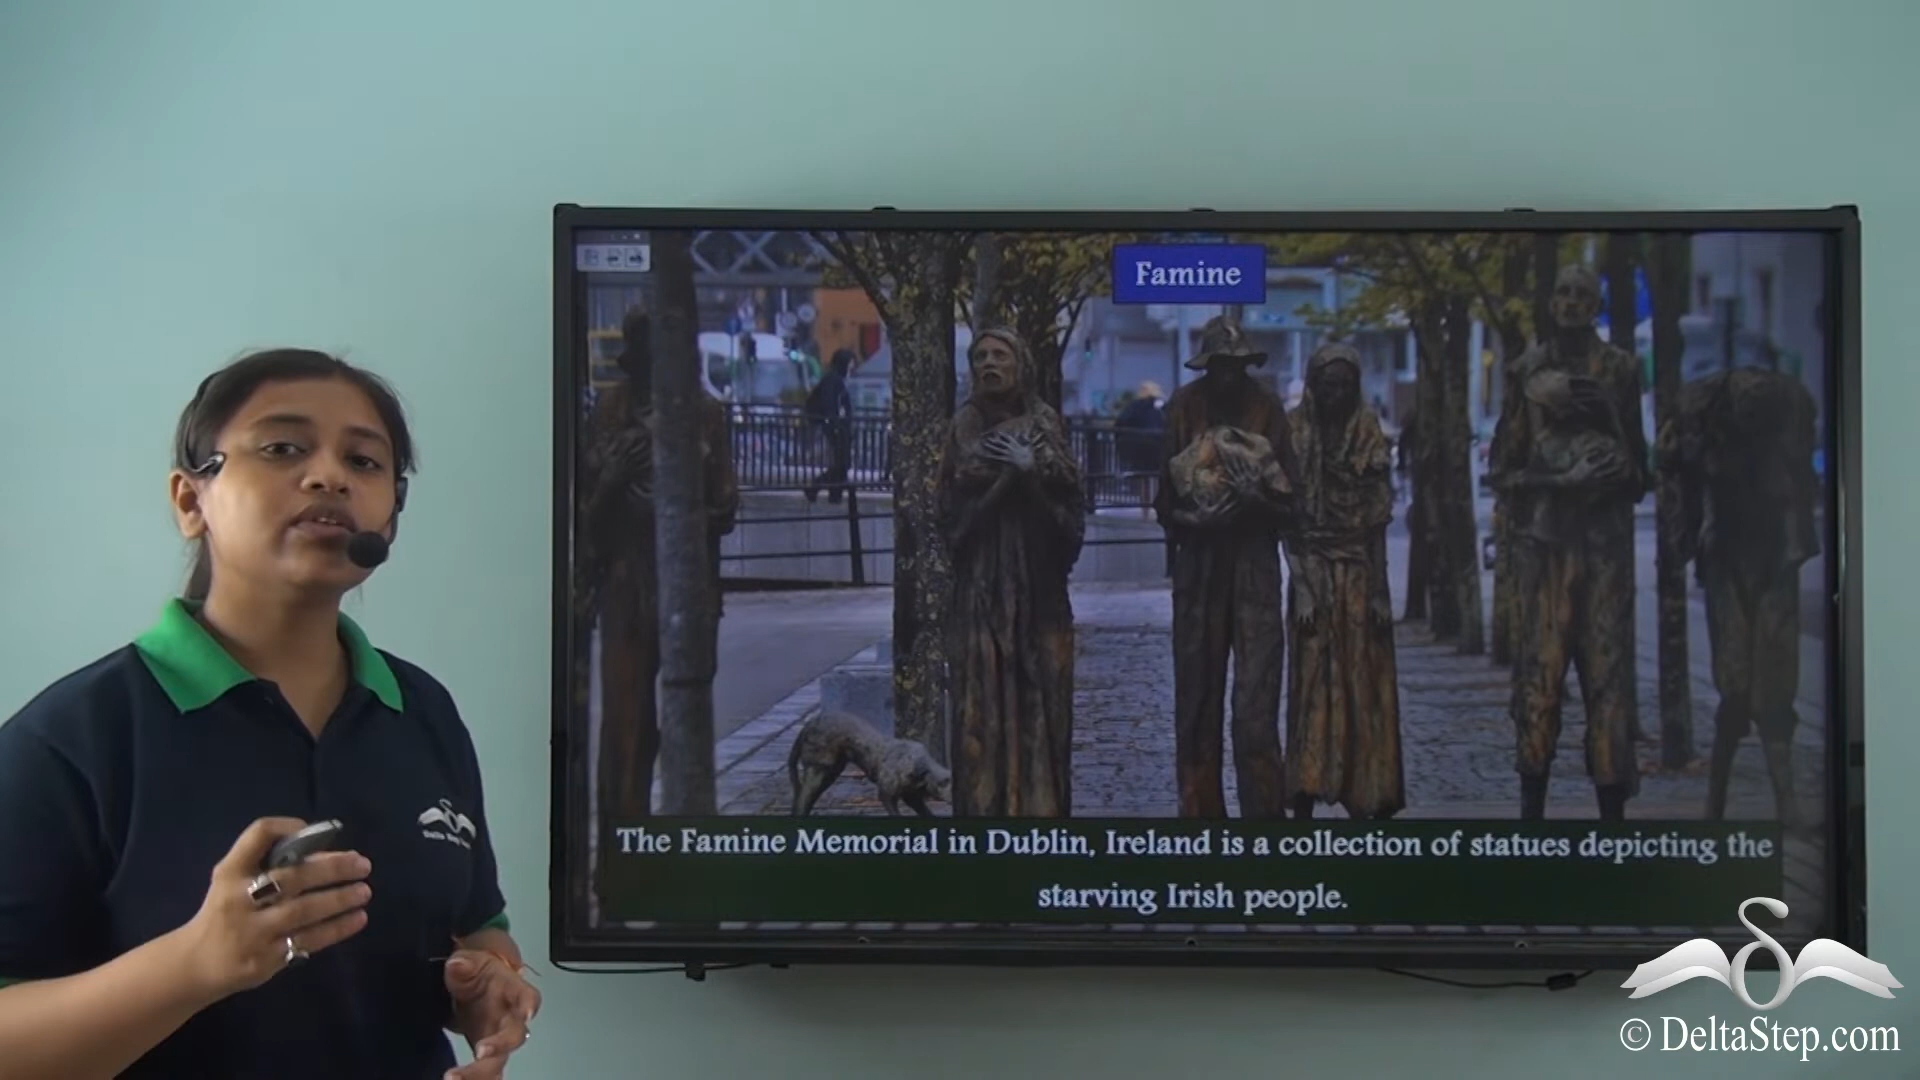 Famine
The Famine Memorial in Dublin, Ireland is a collection of statues depicting the
starving Irish people.
© DeltaStep.com